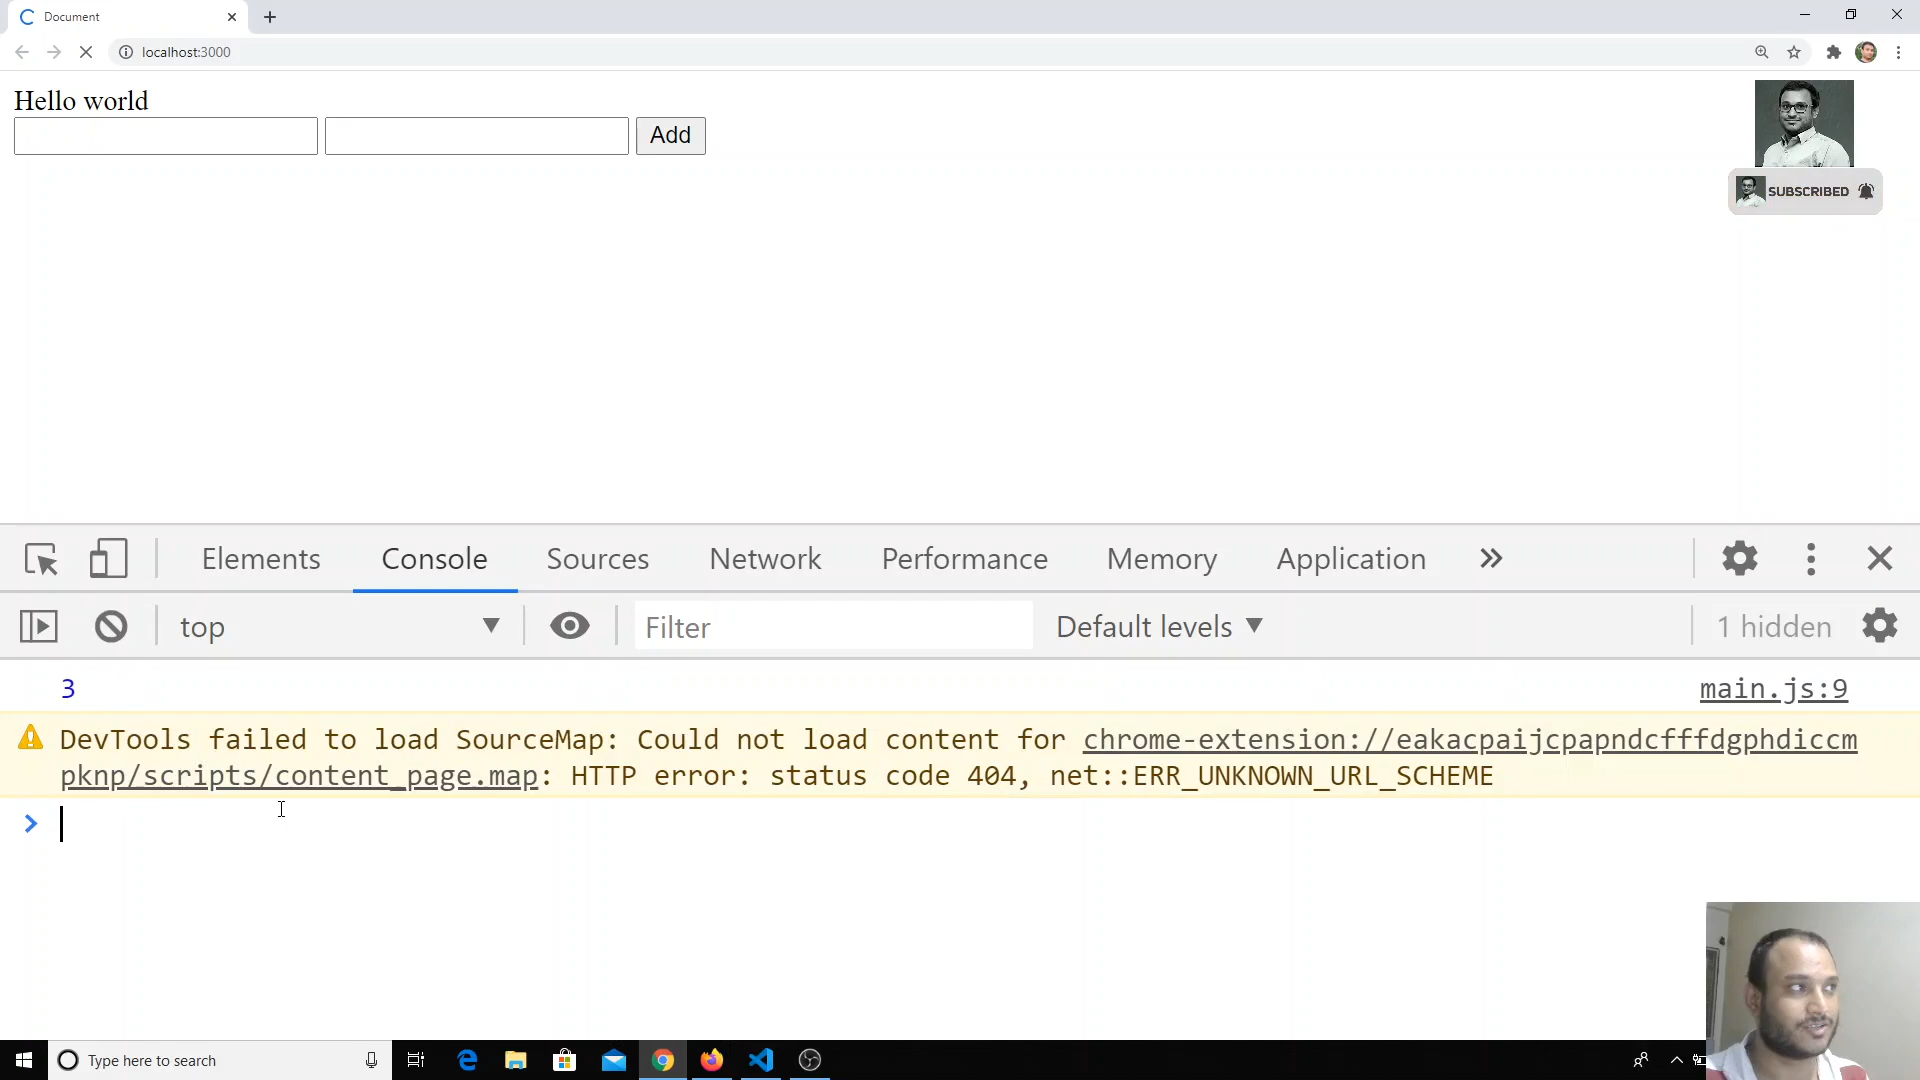 Document
localhost:3000
Hello world
Add
SUBSCRIBED
Elements
Console
Sources
Network
Performance
Memory
Application
top
Filter
Default levels
1 hidden
3
main.js:9
DevTools failed to load SourceMap: Could not load content for chrome-extension://eakacpaijcpapndcfffdgphdiccm
pknp/scripts/content_page.map: HTTP error: status code 404, net::ERR_UNKNOWN_URL_SCHEME
Type here to search